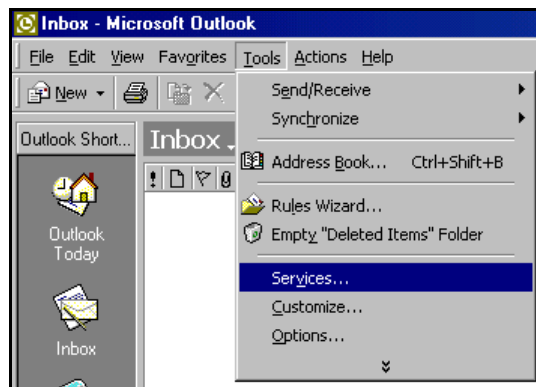 Inbox - Microsoft Outlo
File Edit View Favorites Tools Actions Help
New
Send/Receive
Synchronize
Outlook Short... Inbox
Address Book... Ctrl+Shift+B
Rules Wizard...
Outlook Today
Empty "Deleted Items" Folder
Services...
Customize...
Inbox
Options...